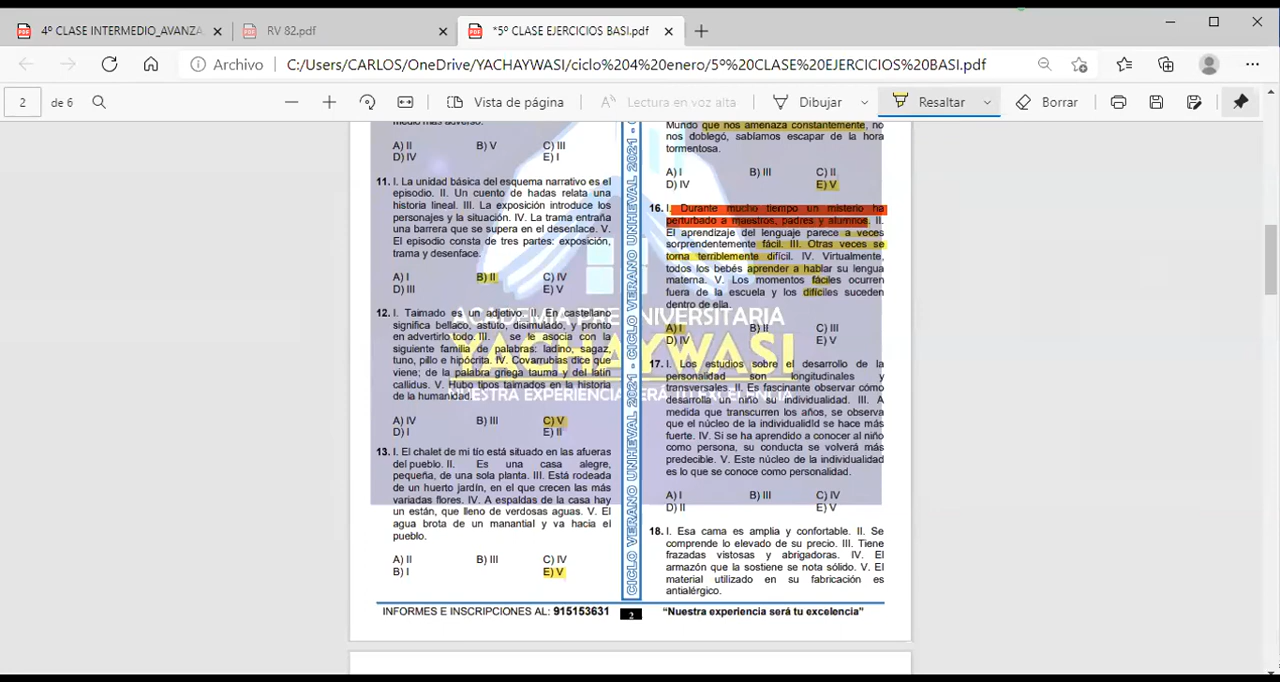 4º CLASE INTERMEDIO_AVANZA
RV 82.pdf
*5º CLASE EJERCICIOS BASI.pdf
Archivo
C:/Users/CARLOS/OneDrive/YACHAYWASI/ciclo%204%20enero/5º%20CLASE%20EJERCICIOS%20BASI.pdf
2 de 6
Vista de página
Lectura en voz alta
Dibujar
Resaltar
Borrar
medio más adverso.
A) II B) V C) III
D) IV E) I
11. I. La unidad básica del esquema narrativo es el
episodio. II. Un cuento de hadas relata una
historia lineal. III. La exposición introduce los
personajes y la situación. IV. La trama entraña
una barrera que se supera en el desenlace. V.
El episodio consta de tres partes: exposición,
trama y desenlace.
A) I B) II C) IV
D) III E) V
12. I. Taimado es un adjetivo. II. En castellano
significa bellaco, astuto, disimulado, y pronto
en advertirlo todo. III. se le asocia con la
siguiente familia de palabras: ladino, sagaz,
tuno, pillo e hipócrita. IV. Covarrubias dice que
viene; de la palabra griega tauma y del latín
callidus. V. Hubo tipos taimados en la historia
de la humanidad.
A) IV B) III C) V
D) I E) II
13. I. El chalet de mi tío está situado en las afueras
del pueblo. II. Es una casa alegre,
pequeña, de una sola planta. III. Está rodeada
de un huerto jardín, en el que crecen las más
variadas flores. IV. A espaldas de la casa hay
un están, que lleno de verdosas aguas. V. El
agua brota de un manantial y va hacia el
pueblo.
A) II B) III C) IV
B) I E) V
CICLO VERANO UNHEVAL 2021 - CICLO VERANO UNHEVAL 2021 - C
Mundo que nos amenaza constantemente, no
nos doblegó, sabíamos escapar de la hora
tormentosa.
A) I B) III C) II
D) IV E) V
16. I. Durante mucho tiempo un misterio ha
perturbado a maestros, padres y alumnos. II.
El aprendizaje del lenguaje parece a veces
sorprendentemente fácil. III. Otras veces se
torna terriblemente difícil. IV. Virtualmente,
todos los bebés aprender a hablar su lengua
materna. V. Los momentos fáciles ocurren
fuera de la escuela y los difíciles suceden
dentro de ella.
A) I B) II C) III
D) IV E) V
17. I. Los estudios sobre el desarrollo de la
personalidad son longitudinales y
transversales. II. Es fascinante observar cómo
desarrolla un niño su individualidad. III. A
medida que transcurren los años, se observa
que el núcleo de la individualidd se hace más
fuerte. IV. Si se ha aprendido a conocer al niño
como persona, su conducta se volverá más
predecible. V. Este núcleo de la individualidad
es lo que se conoce como personalidad.
A) I B) III C) IV
D) II E) V
18. I. Esa cama es amplia y confortable. II. Se
comprende lo elevado de su precio. III. Tiene
frazadas vistosas y abrigadoras. IV. El
armazón que la sostiene se nota sólido. V. El
material utilizado en su fabricación es
antialérgico.
ACADEMIA PREUNIVERSITARIA
YACHAYWASI
NUESTRA EXPERIENCIA SERÁ TU EXCELENCIA
INFORMES E INSCRIPCIONES AL: 915153631 2 “Nuestra experiencia será tu excelencia”